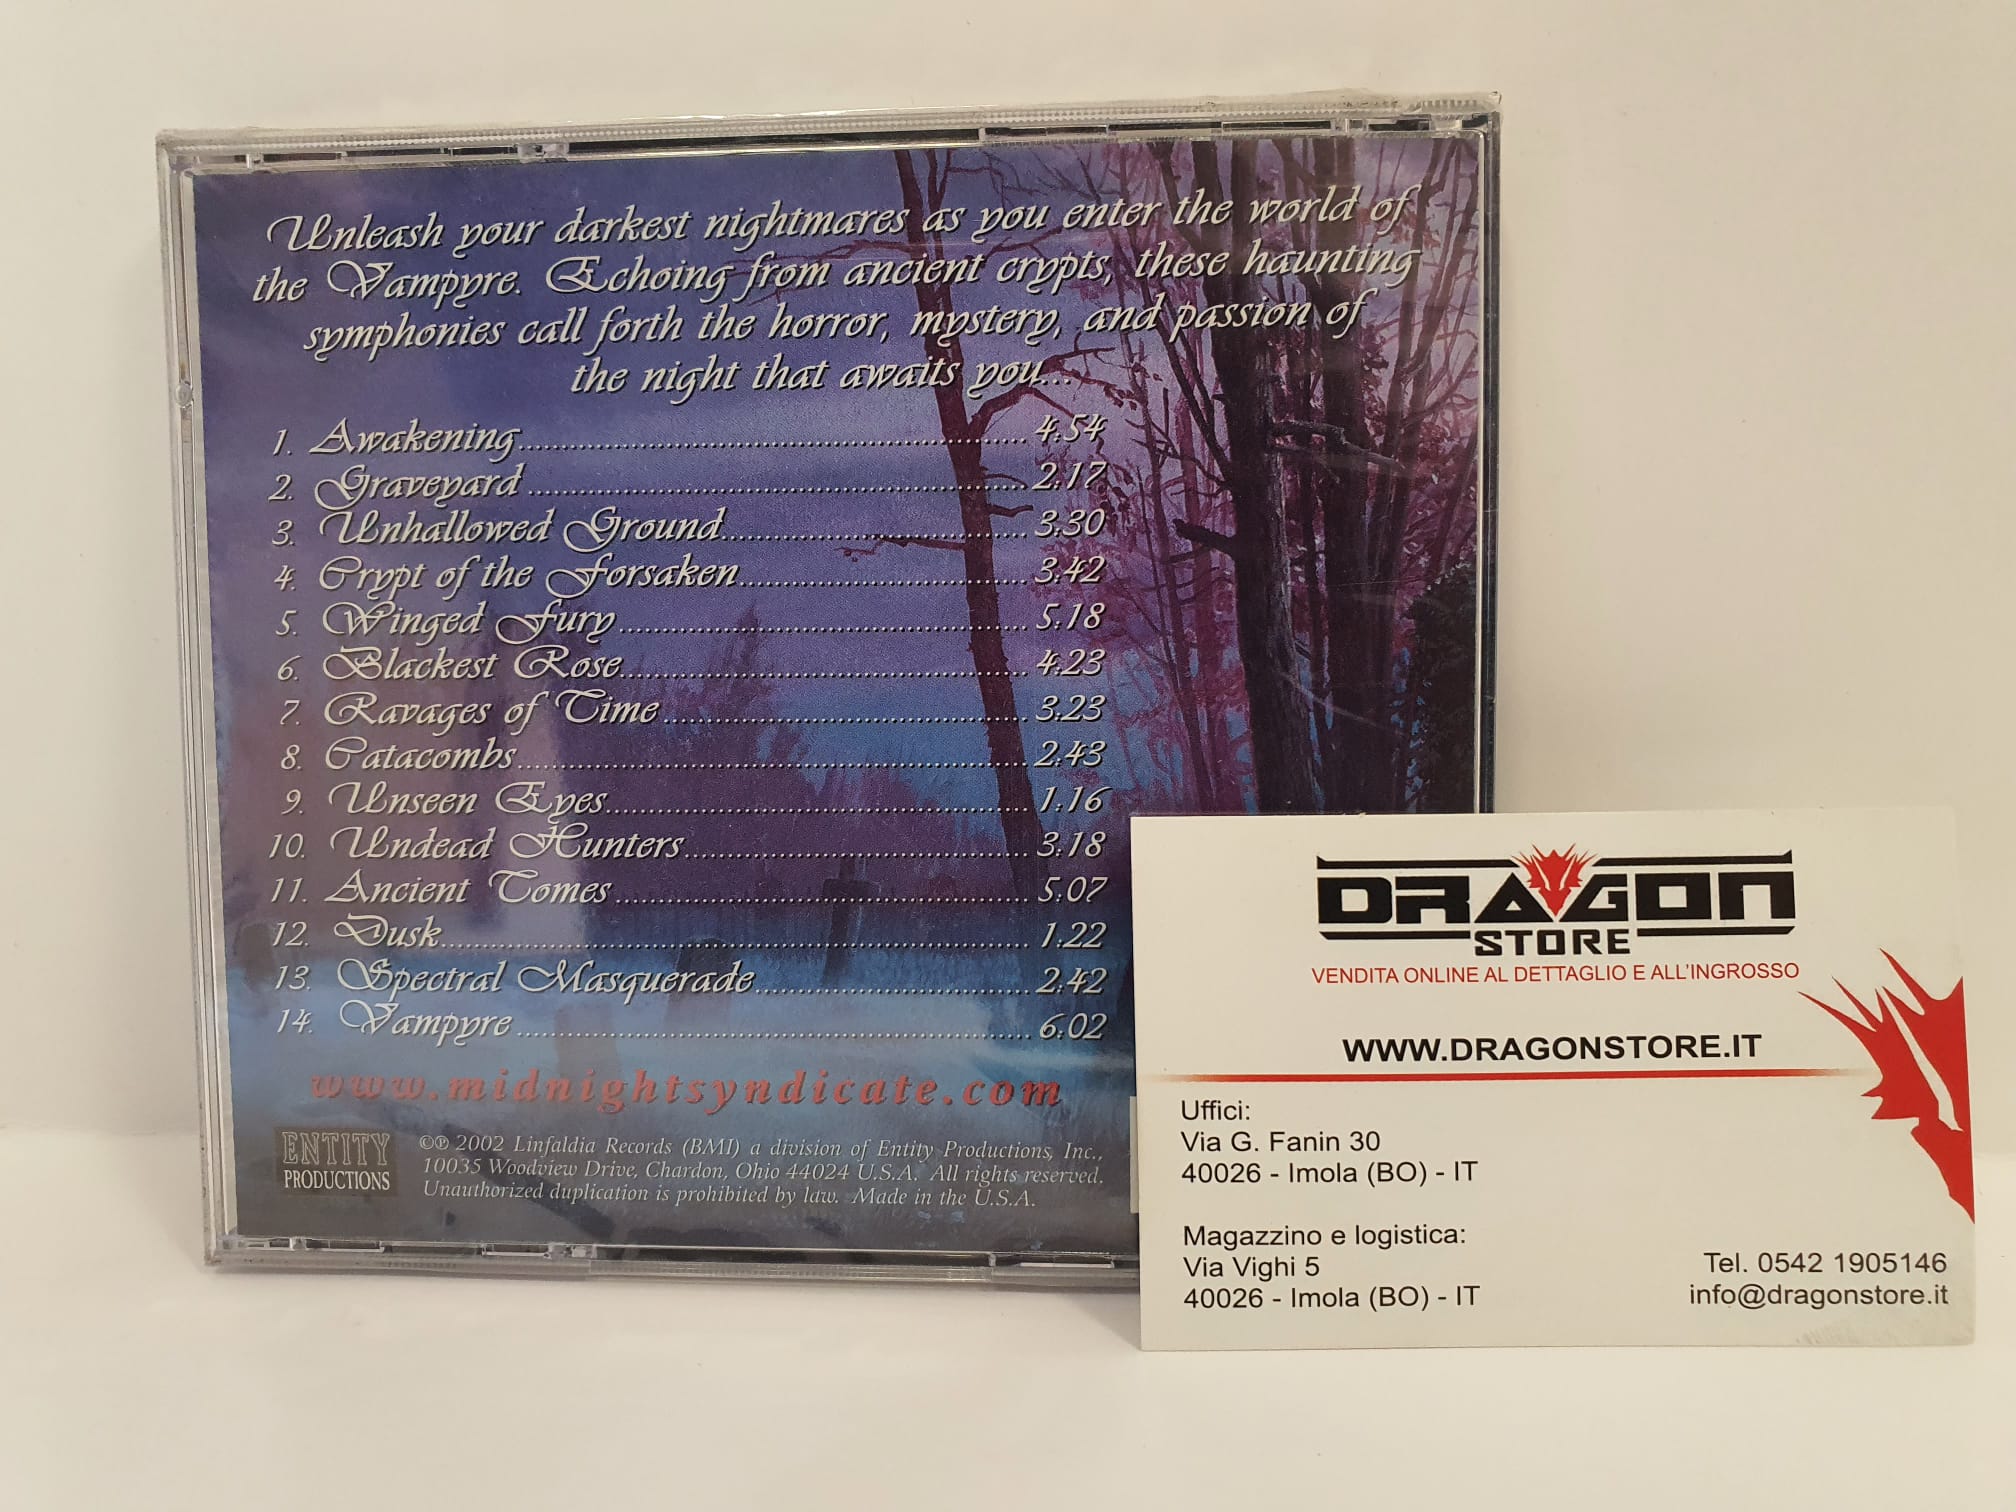 Unleash your darkest nightmares as you enter the world of
the Vampyre. Echoing from ancient crypts, these haunting
symphonies call forth the horror, mystery, and passion of
the night that awaits you...
1. Awakening 4:54
2. Graveyard 2:17
3. Unhallowed Ground 3:30
4. Crypt of the Forsaken 3:42
5. Winged Fury 5:18
6. Blackest Rose 4:23
7. Ravages of Time 3:23
8. Catacombs 2:43
9. Unseen Eyes 1:16
10. Undead Hunters 3:18
11. Ancient Tomes 5:07
12. Dusk 1:22
13. Spectral Masquerade 2:42
14. Vampyre 6:02
www.midnightsyndicate.com
ENTITY
PRODUCTIONS
©℗ 2002 Linfaldia Records (BMI) a division of Entity Productions, Inc.,
10035 Woodview Drive, Chardon, Ohio 44024 U.S.A. All rights reserved.
Unauthorized duplication is prohibited by law. Made in the U.S.A.
DRAGON
STORE
VENDITA ONLINE AL DETTAGLIO E ALL'INGROSSO
WWW.DRAGONSTORE.IT
Uffici:
Via G. Fanin 30
40026 - Imola (BO) - IT
Magazzino e logistica:
Via Vighi 5
40026 - Imola (BO) - IT
Tel. 0542 1905146
info@dragonstore.it